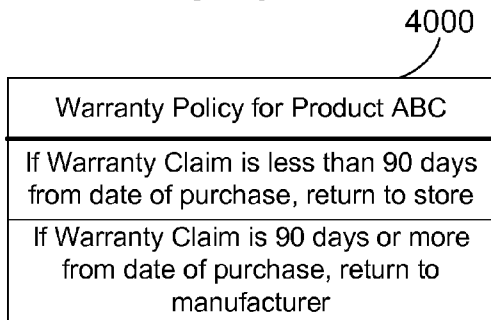 4000
Warranty Policy for Product ABC
If Warranty Claim is less than 90 days
from date of purchase, return to store
If Warranty Claim is 90 days or more
from date of purchase, return to
manufacturer